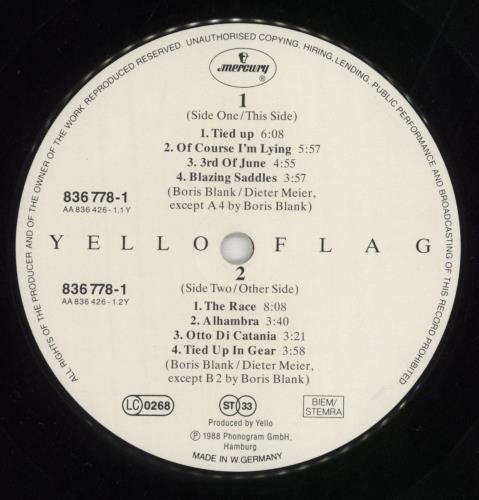 ALL RIGHTS OF THE PRODUCER AND OF THE OWNER OF THE WORK REPRODUCED RESERVED. UNAUTHORISED COPYING, HIRING, LENDING, PUBLIC PERFORMANCE AND BROADCASTING OF THIS RECORD PROHIBITED
mercury
®
1
(Side One/This Side)
1. Tied up 6:08
2. Of Course I'm Lying 5:57
3. 3rd Of June 4:55
4. Blazing Saddles 3:57
(Boris Blank/Dieter Meier,
except A 4 by Boris Blank)
836 778-1
AA 836 426 - 1.1 Y
YELLO FLAG
2
(Side Two/Other Side)
836 778-1
AA 836 426 - 1.2Y
1. The Race 8:08
2. Alhambra 3:40
3. Otto Di Catania 3:21
4. Tied Up In Gear 3:58
(Boris Blank/Dieter Meier,
except B 2 by Boris Blank)
LC 0268
ST 33
BIEM/
STEMRA
Produced by Yello
℗ 1988 Phonogram GmbH,
Hamburg
MADE IN W. GERMANY